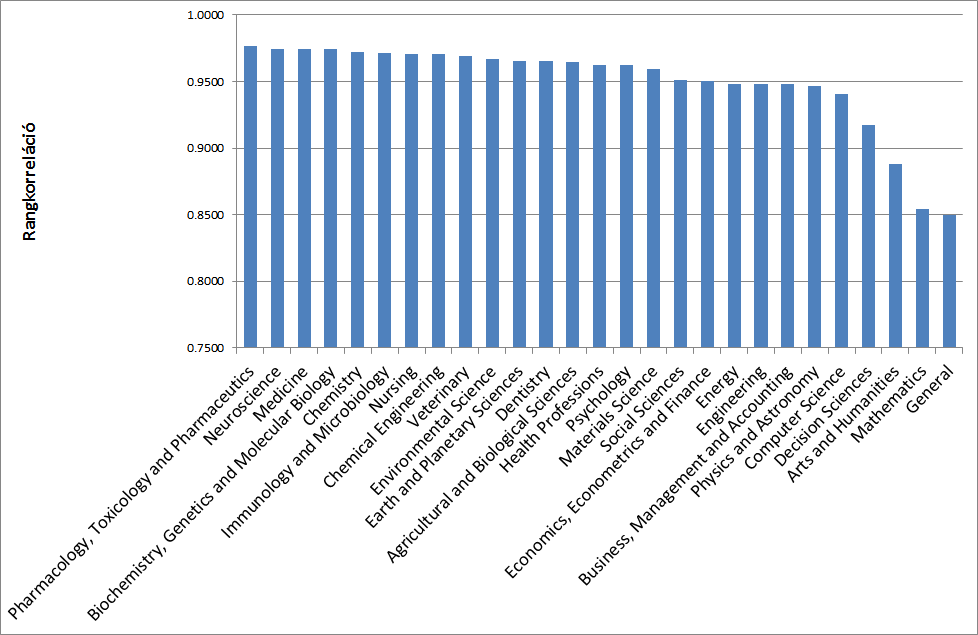 Rangkorreláció
1.0000
0.9500
0.9000
0.8500
0.8000
0.7500
Pharmacology, Toxicology and Pharmaceutics
Neuroscience
Medicine
Biochemistry, Genetics and Molecular Biology
Chemistry
Immunology and Microbiology
Nursing
Chemical Engineering
Veterinary
Environmental Science
Earth and Planetary Sciences
Dentistry
Agricultural and Biological Sciences
Health Professions
Psychology
Materials Science
Social Sciences
Economics, Econometrics and Finance
Energy
Engineering
Business, Management and Accounting
Physics and Astronomy
Computer Science
Decision Sciences
Arts and Humanities
Mathematics
General